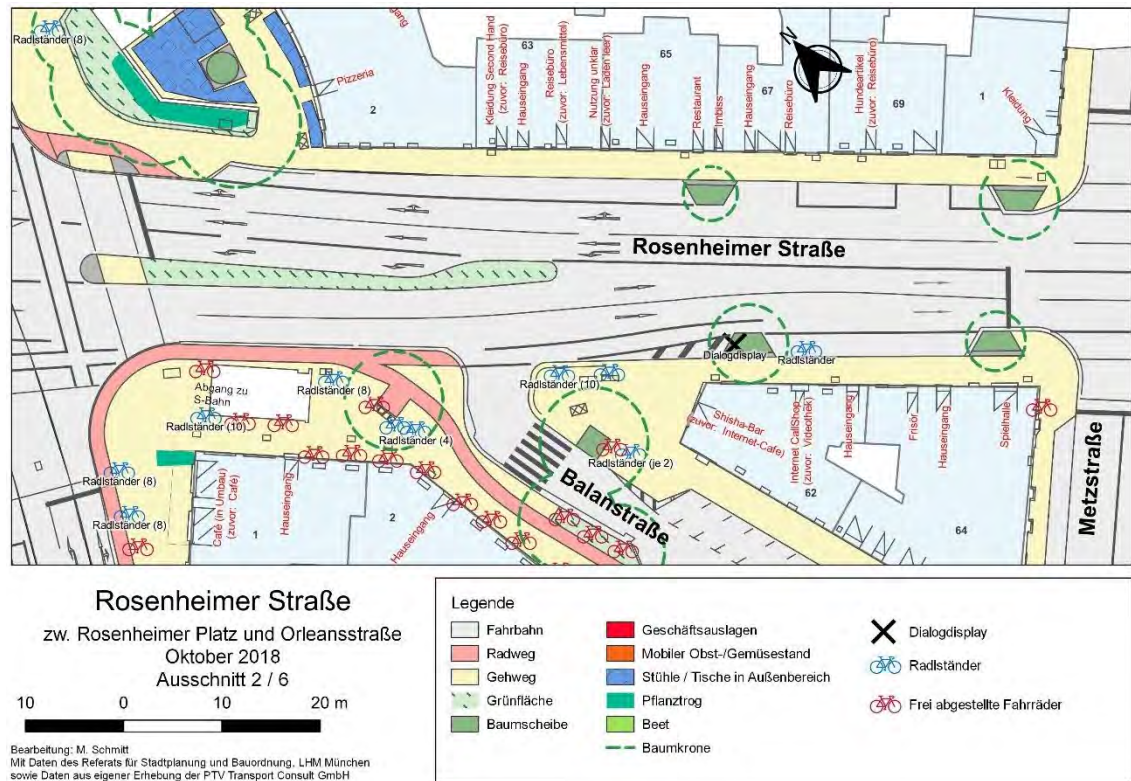 Radlständer (8)
Pizzeria
2
63
Kleidung Second Hand
(zuvor: Reisebüro)
Hauseingang
Reisebüro
(zuvor: Lebensmittel)
Nutzung unklar
(zuvor: Laden leer)
65
Hauseingang
Restaurant
Imbiss
67
Hauseingang
Reisebüro
N
Hundeartikel
(zuvor: Reisebüro)
69
1
Kleidung
Rosenheimer Straße
Dialogdisplay
Radlständer
Abgang zu
S-Bahn
Radlständer (8)
Radlständer (10)
Radlständer (10)
Radlständer (4)
Radlständer (je 2)
Radlständer (8)
Radlständer (8)
Café (in Umbau)
(zuvor: Café)
Hauseingang
1
2
Hauseingang
Balanstraße
Shisha-Bar
(zuvor: Internet-Cafe)
Internet CallShop
(zuvor: Videothek)
Hauseingang
62
Frisör
Hauseingang
Spielhalle
64
Metzstraße
Rosenheimer Straße
zw. Rosenheimer Platz und Orleansstraße
Oktober 2018
Ausschnitt 2 / 6
10 0 10 20 m
Bearbeitung: M. Schmitt
Mit Daten des Referats für Stadtplanung und Bauordnung, LHM München
sowie Daten aus eigener Erhebung der PTV Transport Consult GmbH
Legende
Fahrbahn
Radweg
Gehweg
Grünfläche
Baumscheibe
Geschäftsauslagen
Mobiler Obst-/Gemüsestand
Stühle / Tische in Außenbereich
Pflanztrog
Beet
Baumkrone
Dialogdisplay
Radlständer
Frei abgestellte Fahrräder